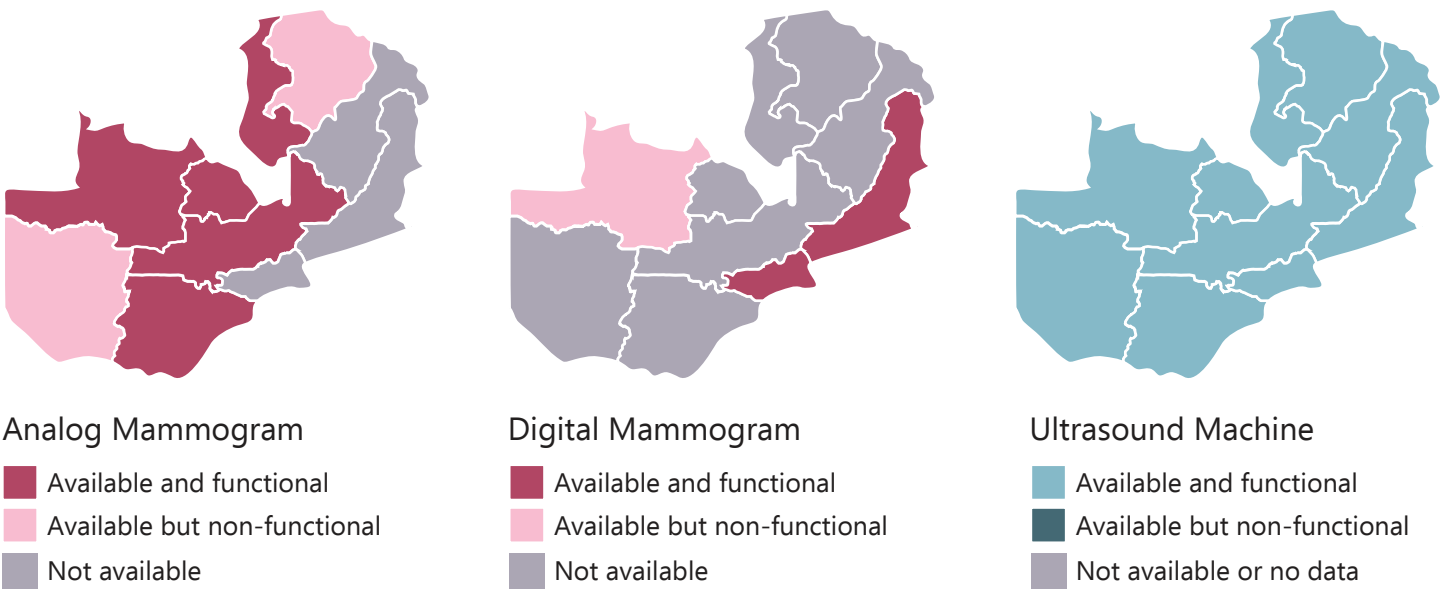 Analog Mammogram
Available and functional
Available but non-functional
Not available
Digital Mammogram
Available and functional
Available but non-functional
Not available
Ultrasound Machine
Available and functional
Available but non-functional
Not available or no data